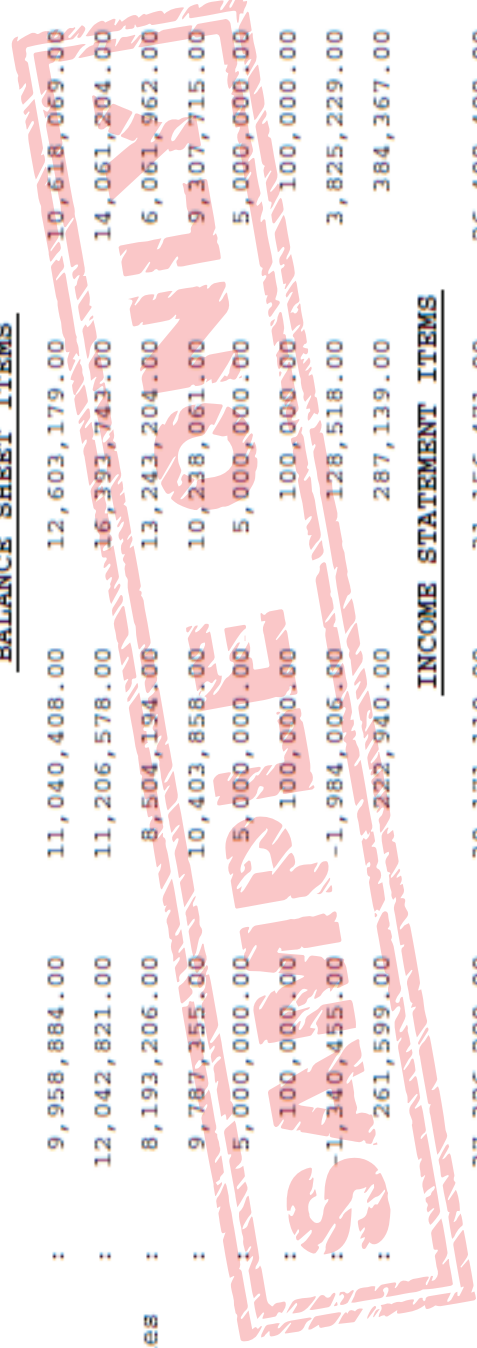 BALANCE SHEET ITEMS
: 9,958,884.00 11,040,408.00 12,603,179.00 10,618,069.00
: 12,042,821.00 11,206,578.00 16,393,743.00 14,061,204.00
es : 8,193,206.00 8,504,194.00 13,243,204.00 6,061,962.00
: 9,787,355.00 10,403,858.00 10,238,061.00 9,307,715.00
: 5,000,000.00 5,000,000.00 5,000,000.00 5,000,000.00
: 100,000.00 100,000.00 100,000.00 100,000.00
: -1,340,455.00 -1,984,006.00 128,518.00 3,825,229.00
: 261,599.00 222,940.00 287,139.00 384,367.00
INCOME STATEMENT ITEMS
SAMPLE ONLY